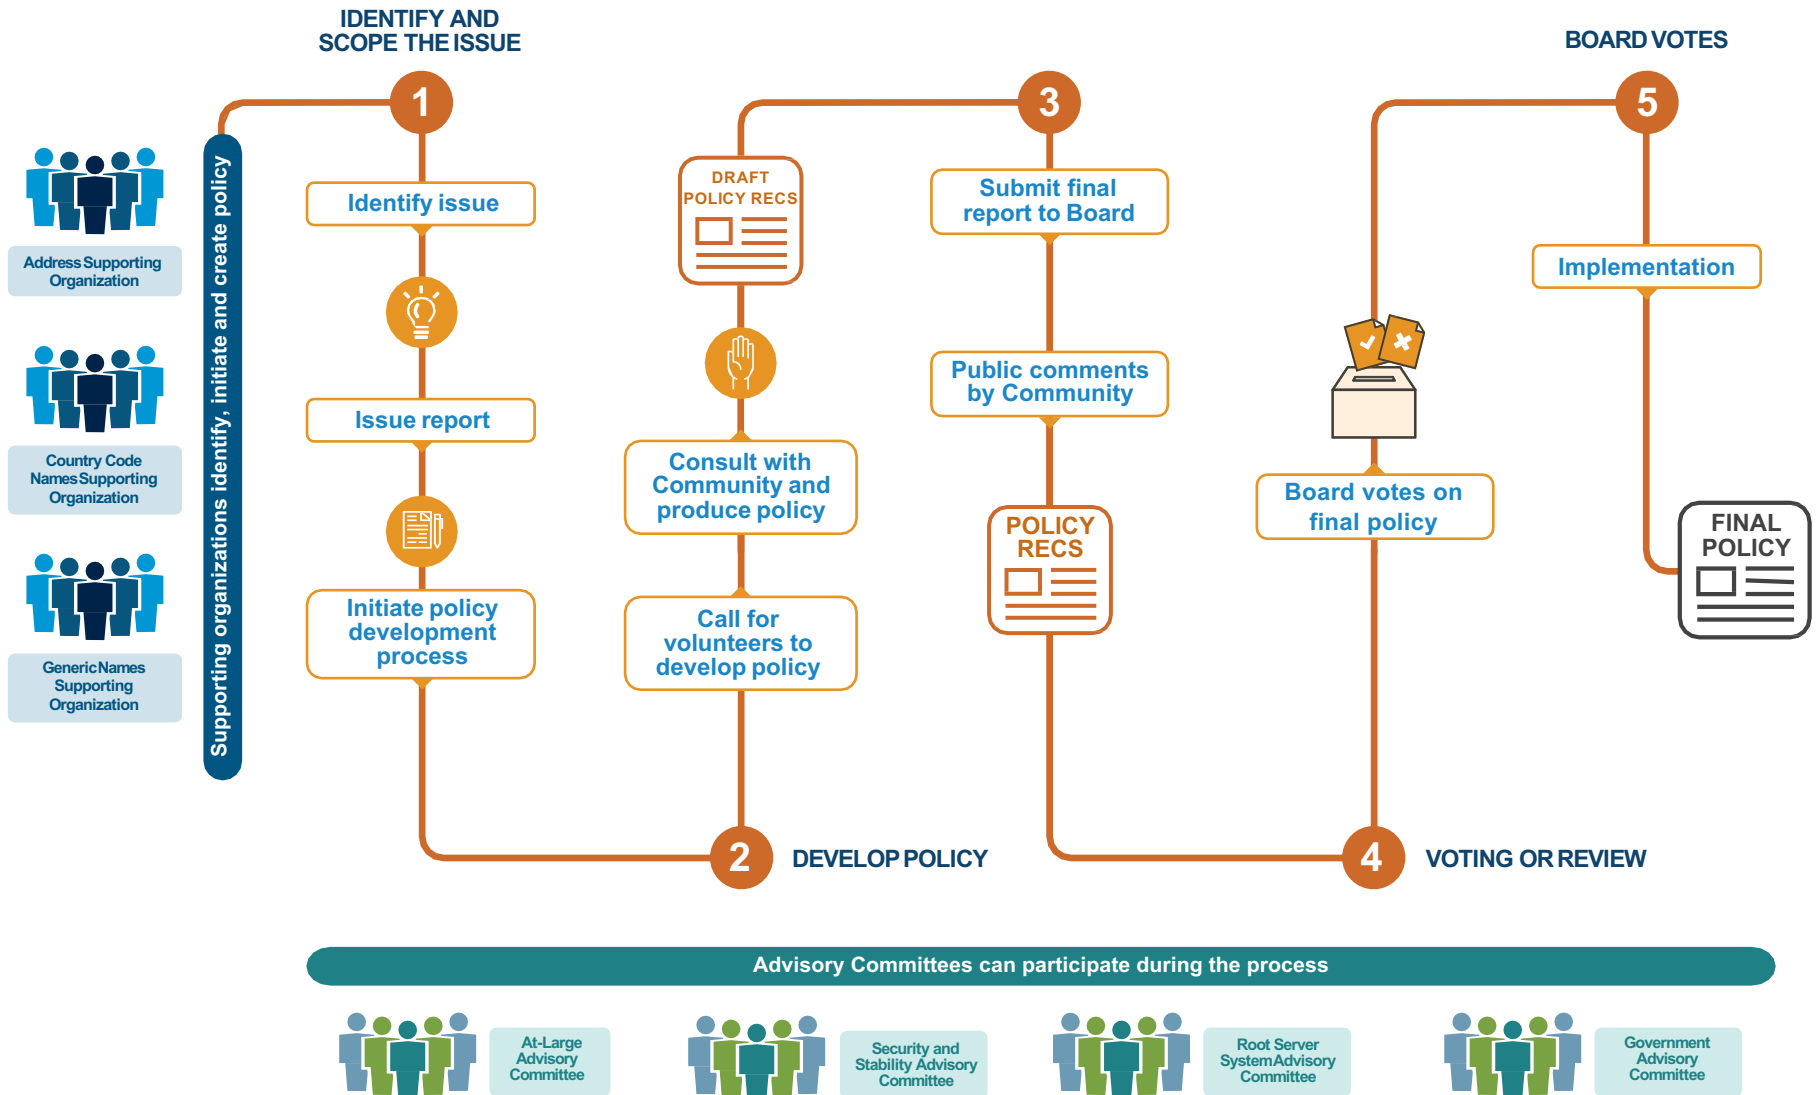 IDENTIFY AND
SCOPE THE ISSUE
BOARD VOTES
1
3
5
Address Supporting
Organization
Country Code
Names Supporting
Organization
Generic Names
Supporting
Organization
Supporting organizations identify, initiate and create policy
Identify issue
Issue report
Initiate policy
development
process
DRAFT
POLICY RECS
Consult with
Community and
produce policy
Call for
volunteers to
develop policy
2
DEVELOP POLICY
Submit final
report to Board
Public comments
by Community
POLICY
RECS
Board votes on
final policy
4
VOTING OR REVIEW
Implementation
FINAL
POLICY
Advisory Committees can participate during the process
At-Large
Advisory
Committee
Security and
Stability Advisory
Committee
Root Server
System Advisory
Committee
Government
Advisory
Committee